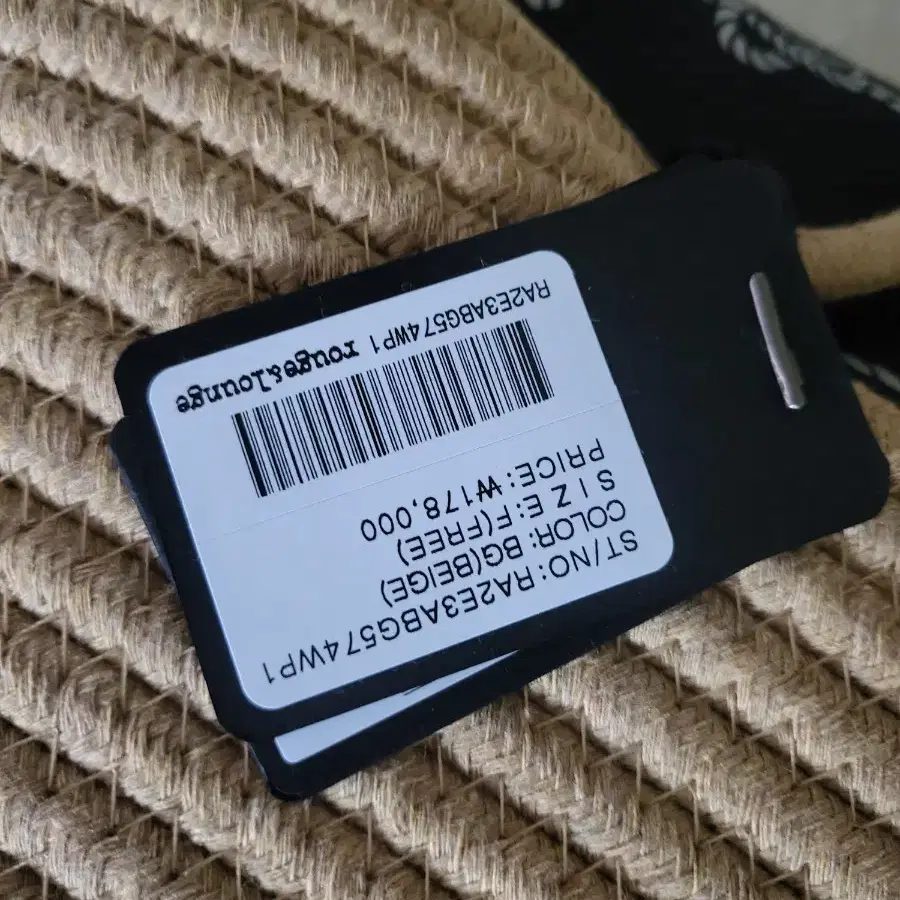 ST/NO: RA2E3ABG574WP1
COLOR: BG(BEIGE)
S I Z E: F(FREE)
PRICE: ₩178,000
RA2E3ABG574WP1 rouge&lounge